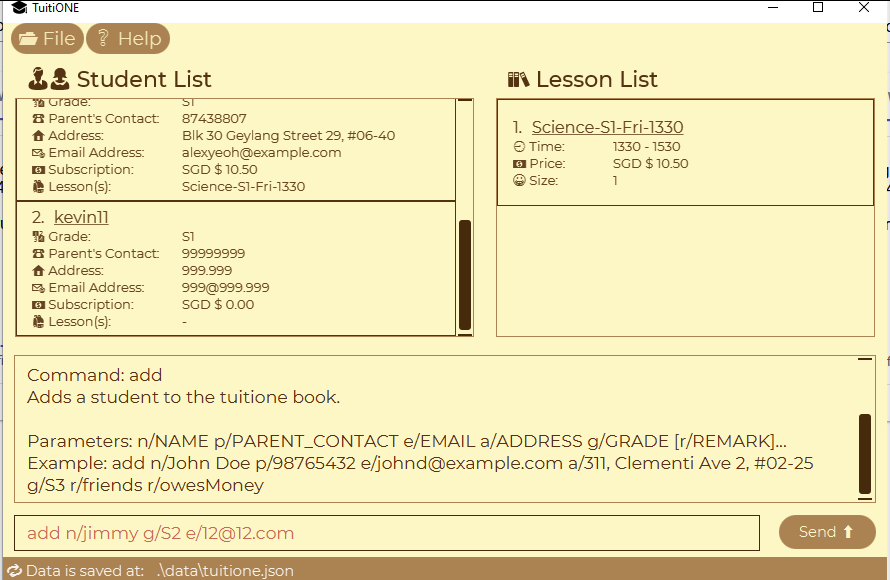 TuitiONE
File Help
Student List
Grade: S1
Parent's Contact: 87438807
Address: Blk 30 Geylang Street 29, #06-40
Email Address: alexyeoh@example.com
Subscription: SGD $ 10.50
Lesson(s): Science-S1-Fri-1330
2. kevin11
Grade: S1
Parent's Contact: 99999999
Address: 999.999
Email Address: 999@999.999
Subscription: SGD $ 0.00
Lesson(s): -
Lesson List
1. Science-S1-Fri-1330
Time: 1330 - 1530
Price: SGD $ 10.50
Size: 1
Command: add
Adds a student to the tuitione book.
Parameters: n/NAME p/PARENT_CONTACT e/EMAIL a/ADDRESS g/GRADE [r/REMARK]...
Example: add n/John Doe p/98765432 e/johnd@example.com a/311, Clementi Ave 2, #02-25
g/S3 r/friends r/owesMoney
add n/jimmy g/S2 e/12@12.com
Send
Data is saved at: .\data\tuitione.json